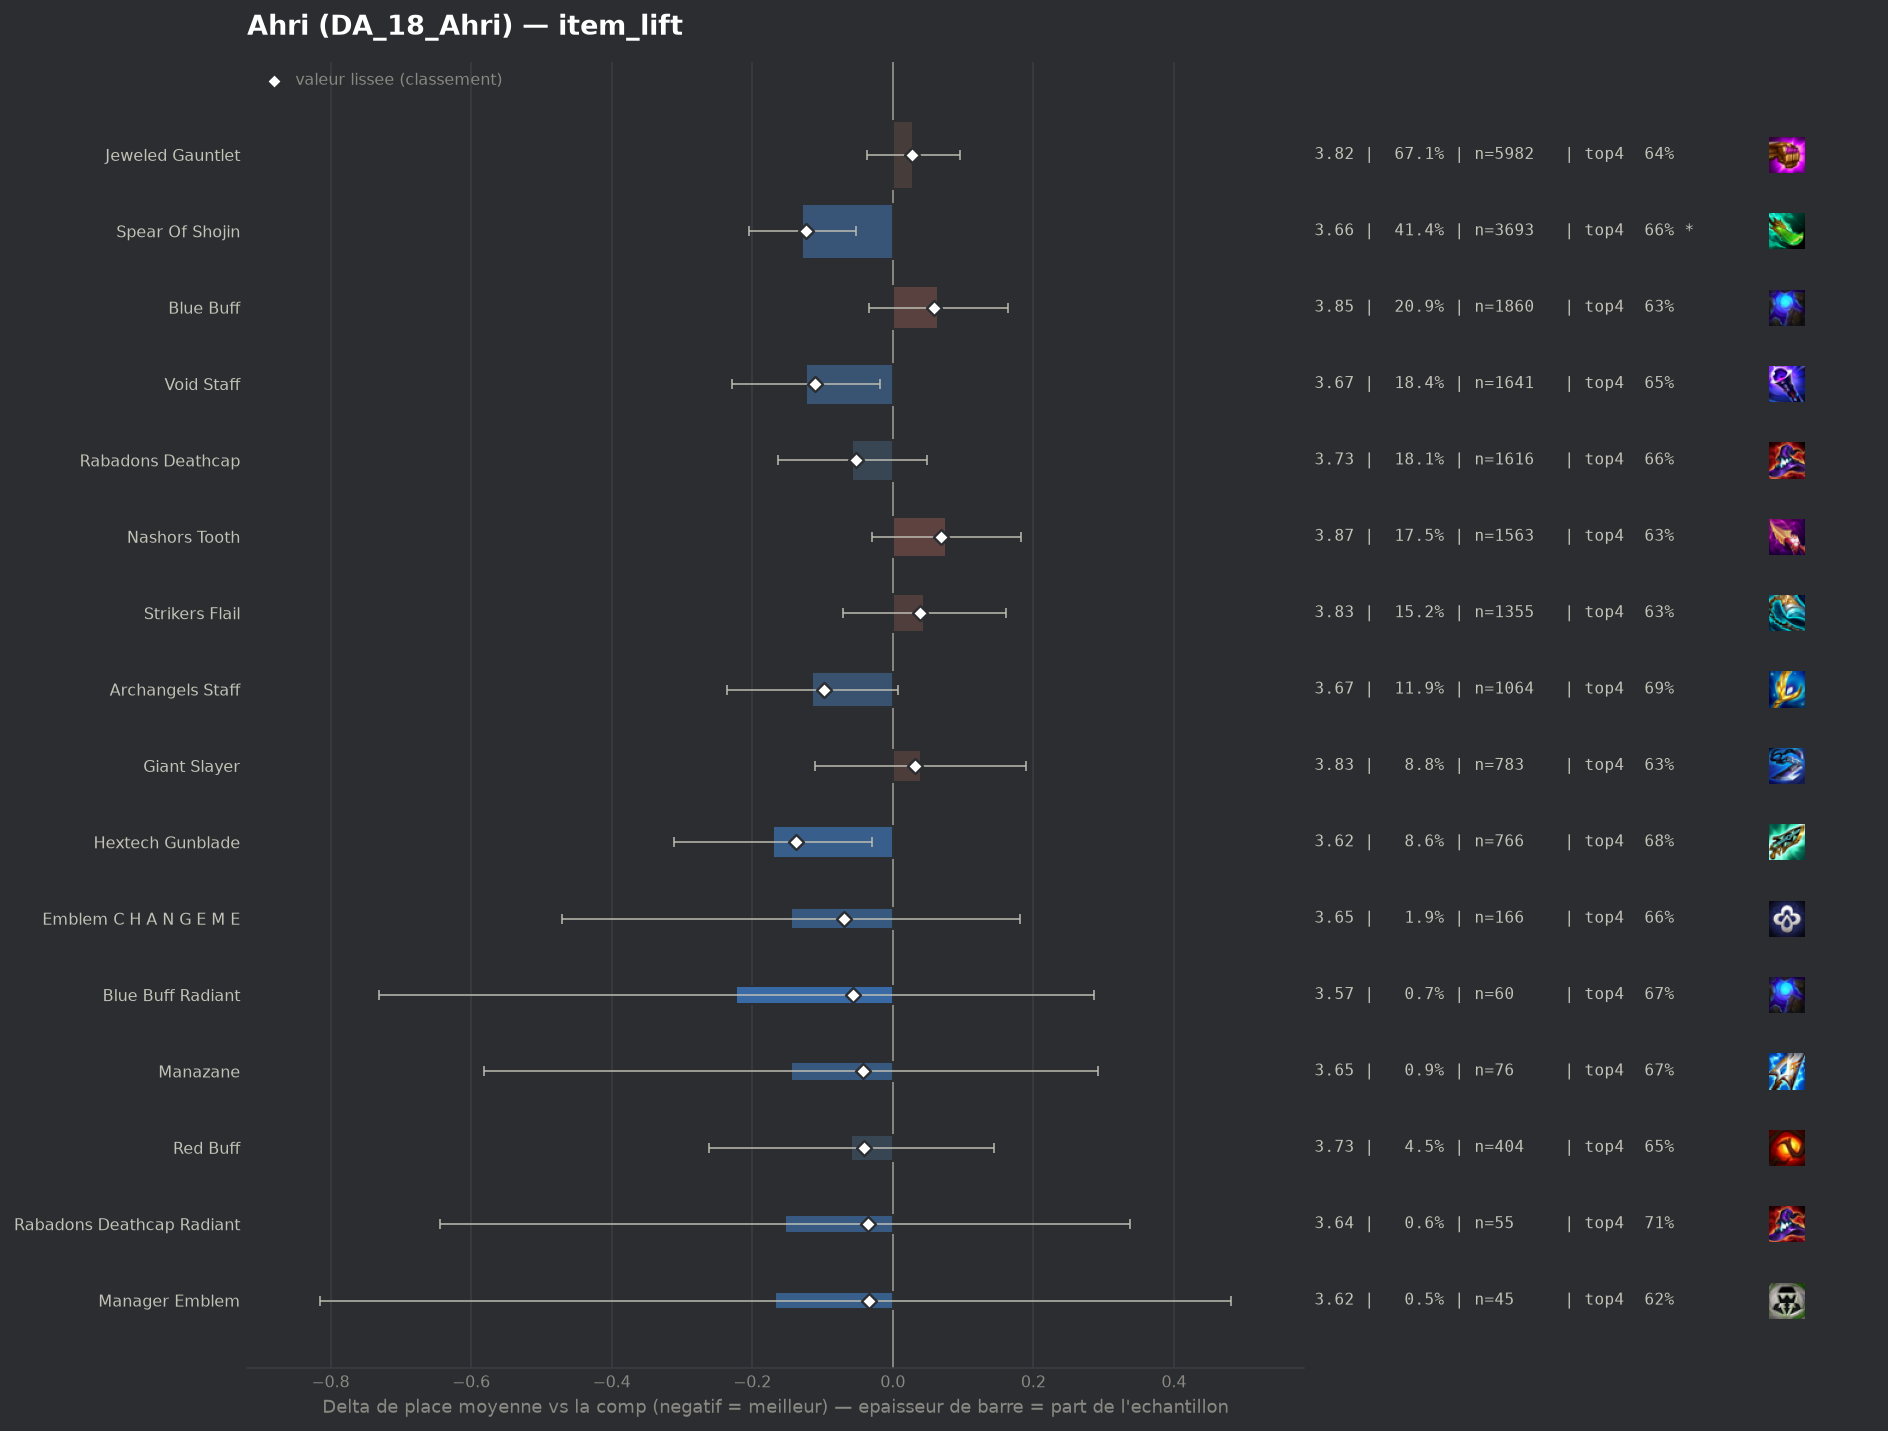 Ahri (DA_18_Ahri) — item_lift
valeur lissee (classement)
Jeweled Gauntlet 3.82 | 67.1% | n=5982 | top4 64%
Spear Of Shojin 3.66 | 41.4% | n=3693 | top4 66% *
Blue Buff 3.85 | 20.9% | n=1860 | top4 63%
Void Staff 3.67 | 18.4% | n=1641 | top4 65%
Rabadons Deathcap 3.73 | 18.1% | n=1616 | top4 66%
Nashors Tooth 3.87 | 17.5% | n=1563 | top4 63%
Strikers Flail 3.83 | 15.2% | n=1355 | top4 63%
Archangels Staff 3.67 | 11.9% | n=1064 | top4 69%
Giant Slayer 3.83 | 8.8% | n=783 | top4 63%
Hextech Gunblade 3.62 | 8.6% | n=766 | top4 68%
Emblem C H A N G E M E 3.65 | 1.9% | n=166 | top4 66%
Blue Buff Radiant 3.57 | 0.7% | n=60 | top4 67%
Manazane 3.65 | 0.9% | n=76 | top4 67%
Red Buff 3.73 | 4.5% | n=404 | top4 65%
Rabadons Deathcap Radiant 3.64 | 0.6% | n=55 | top4 71%
Manager Emblem 3.62 | 0.5% | n=45 | top4 62%
−0.8 −0.6 −0.4 −0.2 0.0 0.2 0.4
Delta de place moyenne vs la comp (negatif = meilleur) — epaisseur de barre = part de l'echantillon